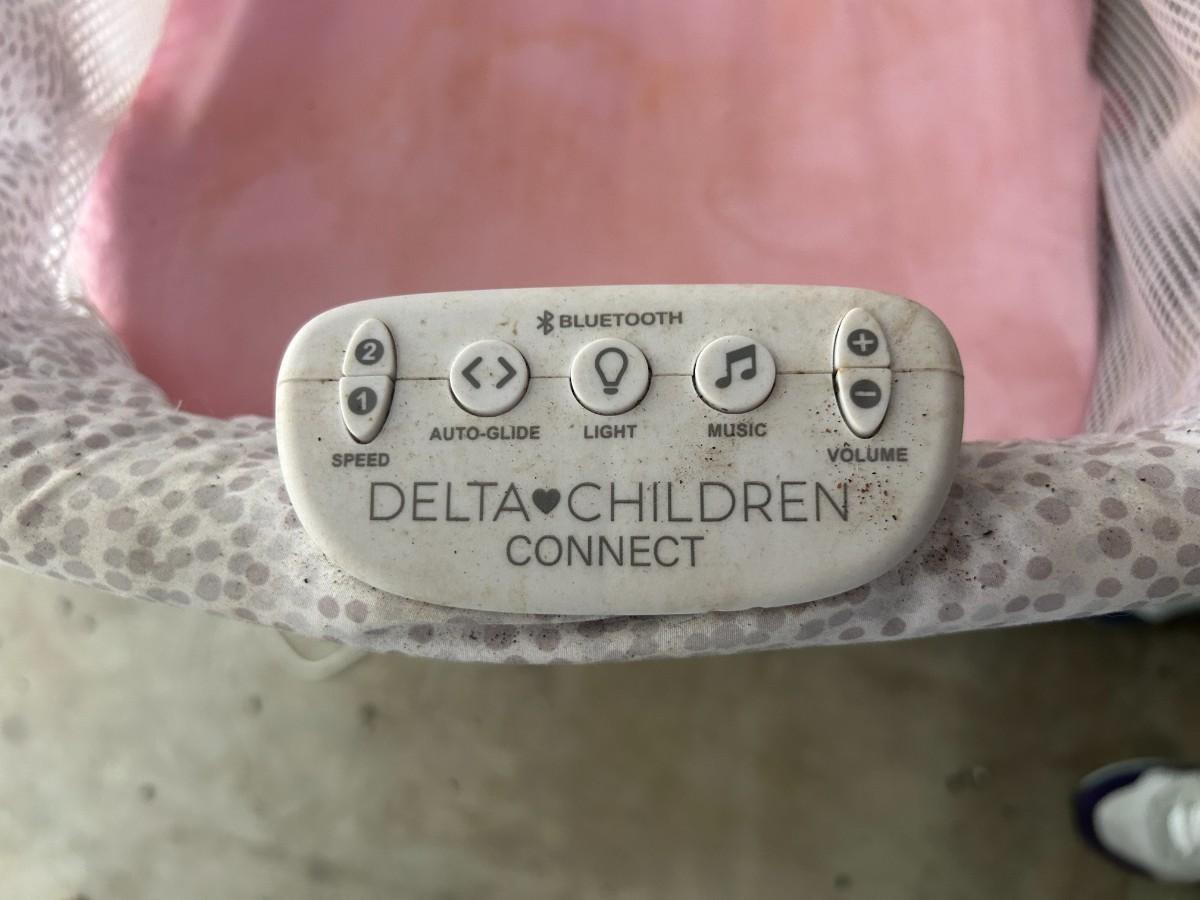 BLUETOOTH
2
1
SPEED
AUTO-GLIDE
LIGHT
MUSIC
+
-
VOLUME
DELTA♥CHILDREN
CONNECT